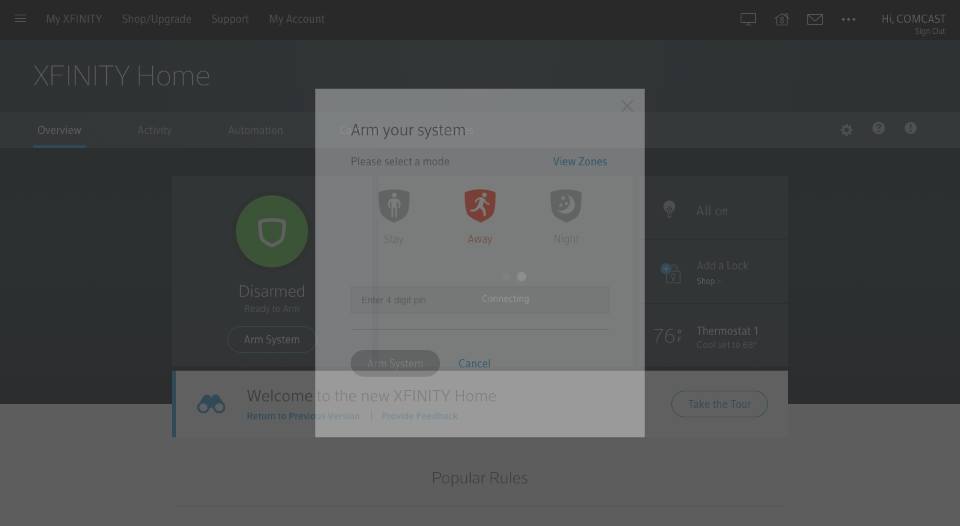 My XFINITY
Shop/Upgrade
Support
My Account
Hi, COMCAST
Sign Out
XFINITY Home
Overview
Activity
Automation
Arm your system
Please select a mode
View Zones
Stay
Away
Night
Disarmed
Ready to Arm
Arm System
Enter 4 digit pin
Connecting
Arm System
Cancel
All Off
Add a Lock
Shop
76°F
Thermostat 1
Cool set to 68°
Welcome to the new XFINITY Home
Return to Previous Version | Provide Feedback
Take the Tour
Popular Rules